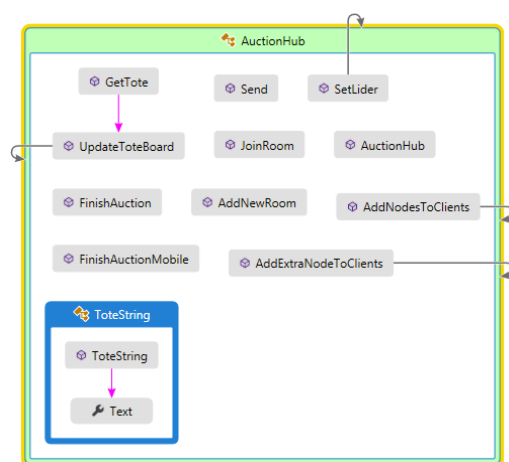 AuctionHub
GetTote
Send
SetLider
UpdateToteBoard
JoinRoom
AuctionHub
FinishAuction
AddNewRoom
AddNodesToClients
FinishAuctionMobile
AddExtraNodeToClients
ToteString
ToteString
Text